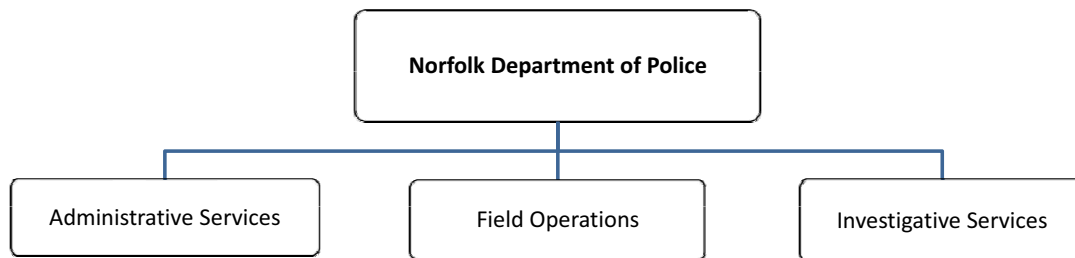 Norfolk Department of Police
Administrative Services
Field Operations
Investigative Services